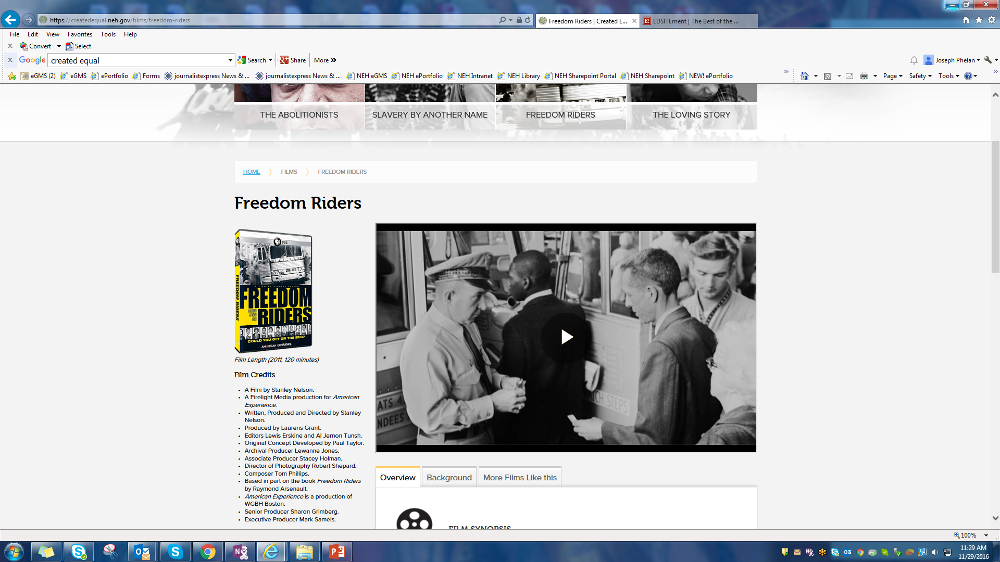 https://createdequal.neh.gov/films/freedom-riders
Freedom Riders | Created E...
EDSITEment | The Best of the ...
File Edit View Favorites Tools Help
Convert Select
Google created equal Search Share More »
Joseph Phelan
eGMS (2) eGMS ePortfolio Forms journalistexpress News & ... journalistexpress News & ... NEH eGMS NEH ePortfolio NEH Intranet NEH Library NEH Sharepoint Portal NEH Sharepoint NEW! ePortfolio
Page Safety Tools
THE ABOLITIONISTS SLAVERY BY ANOTHER NAME FREEDOM RIDERS THE LOVING STORY
HOME FILMS FREEDOM RIDERS
Freedom Riders
PBS
FREEDOM RIDERS
FREEDOM
RIDERS
COULD YOU GET ON THE BUS?
AMERICAN EXPERIENCE
Film Length (2011, 120 minutes)
Film Credits
• A Film by Stanley Nelson.
• A Firelight Media production for American
Experience.
• Written, Produced and Directed by Stanley
Nelson.
• Produced by Laurens Grant.
• Editors Lewis Erskine and Al Jernon Tunsh.
• Original Concept Developed by Paul Taylor.
• Archival Producer Lewanne Jones.
• Associate Producer Stacey Holman.
• Director of Photography Robert Shepard.
• Composer Tom Phillips.
• Based in part on the book Freedom Riders
by Raymond Arsenault.
• American Experience is a production of
WGBH Boston.
• Senior Producer Sharon Grimberg.
• Executive Producer Mark Samels.
ATS 4
NDEES
ATCH STEPS
Overview Background More Films Like this
FILM SYNOPSIS
100%
11:29 AM
11/29/2016